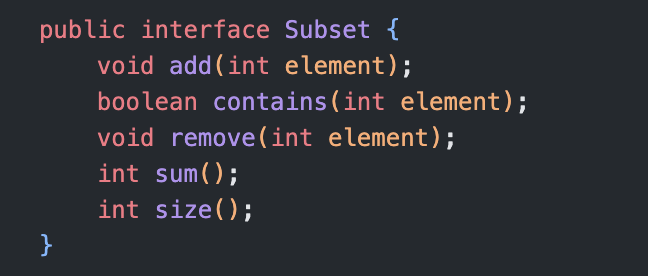 public interface Subset {
    void add(int element);
    boolean contains(int element);
    void remove(int element);
    int sum();
    int size();
}